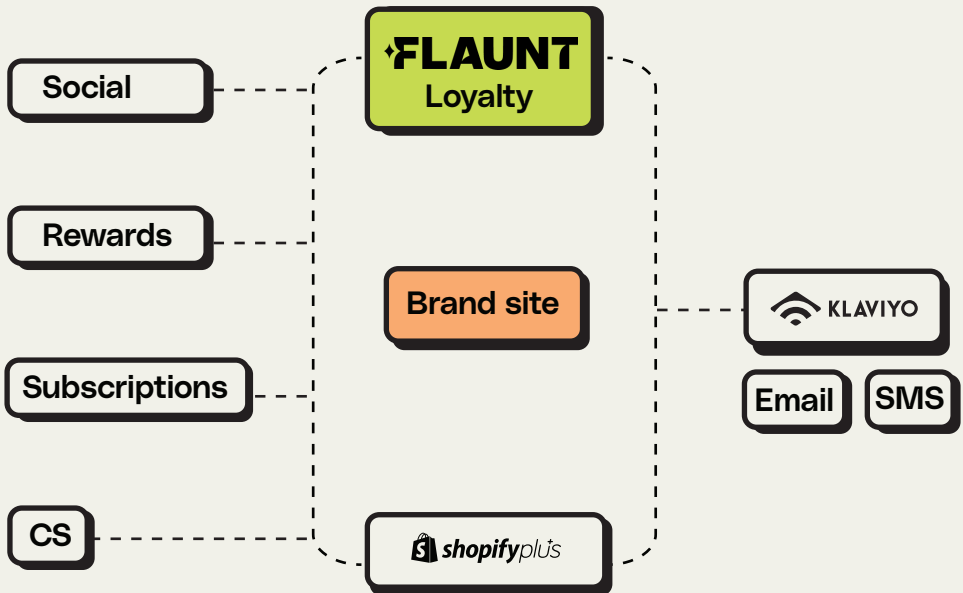 FLAUNT
Loyalty
Social
Rewards
Brand site
KLAVIYO
Subscriptions
Email
SMS
CS
shopifyplus